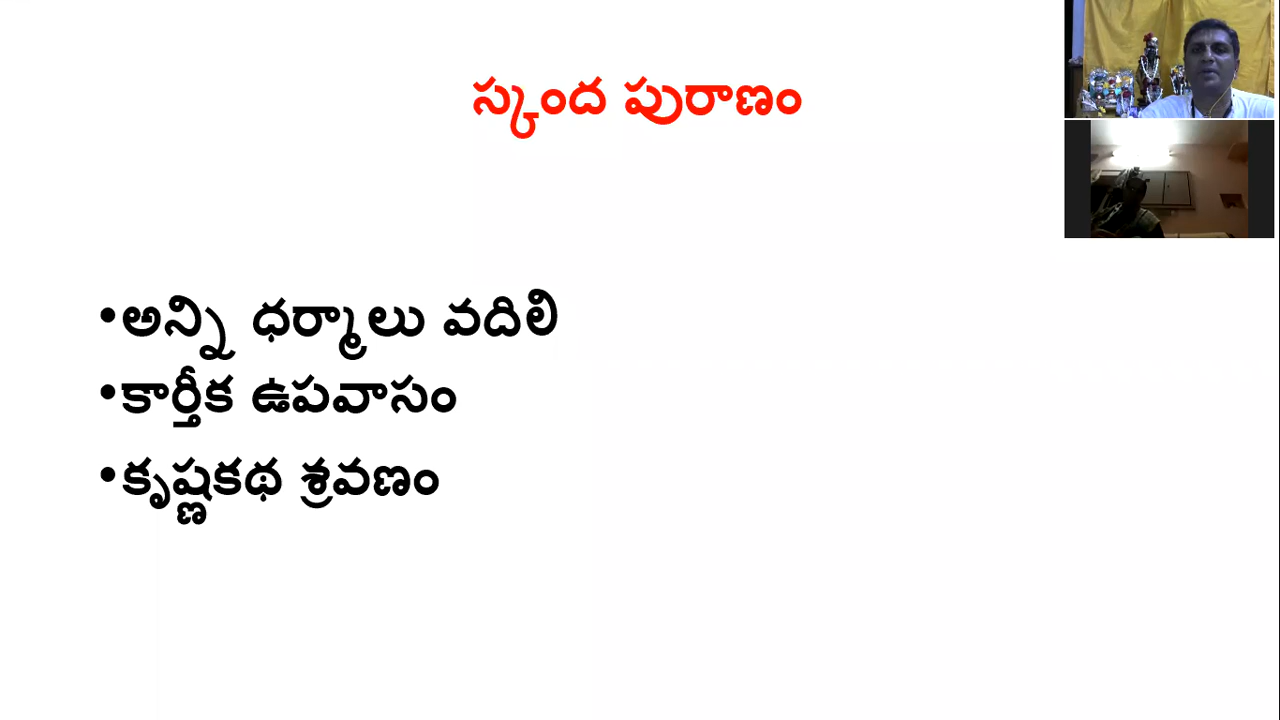 స్కంద పురాణం
•అన్ని ధర్మాలు వదిలి
•కార్తీక ఉపవాసం
•కృష్ణకథ శ్రవణం